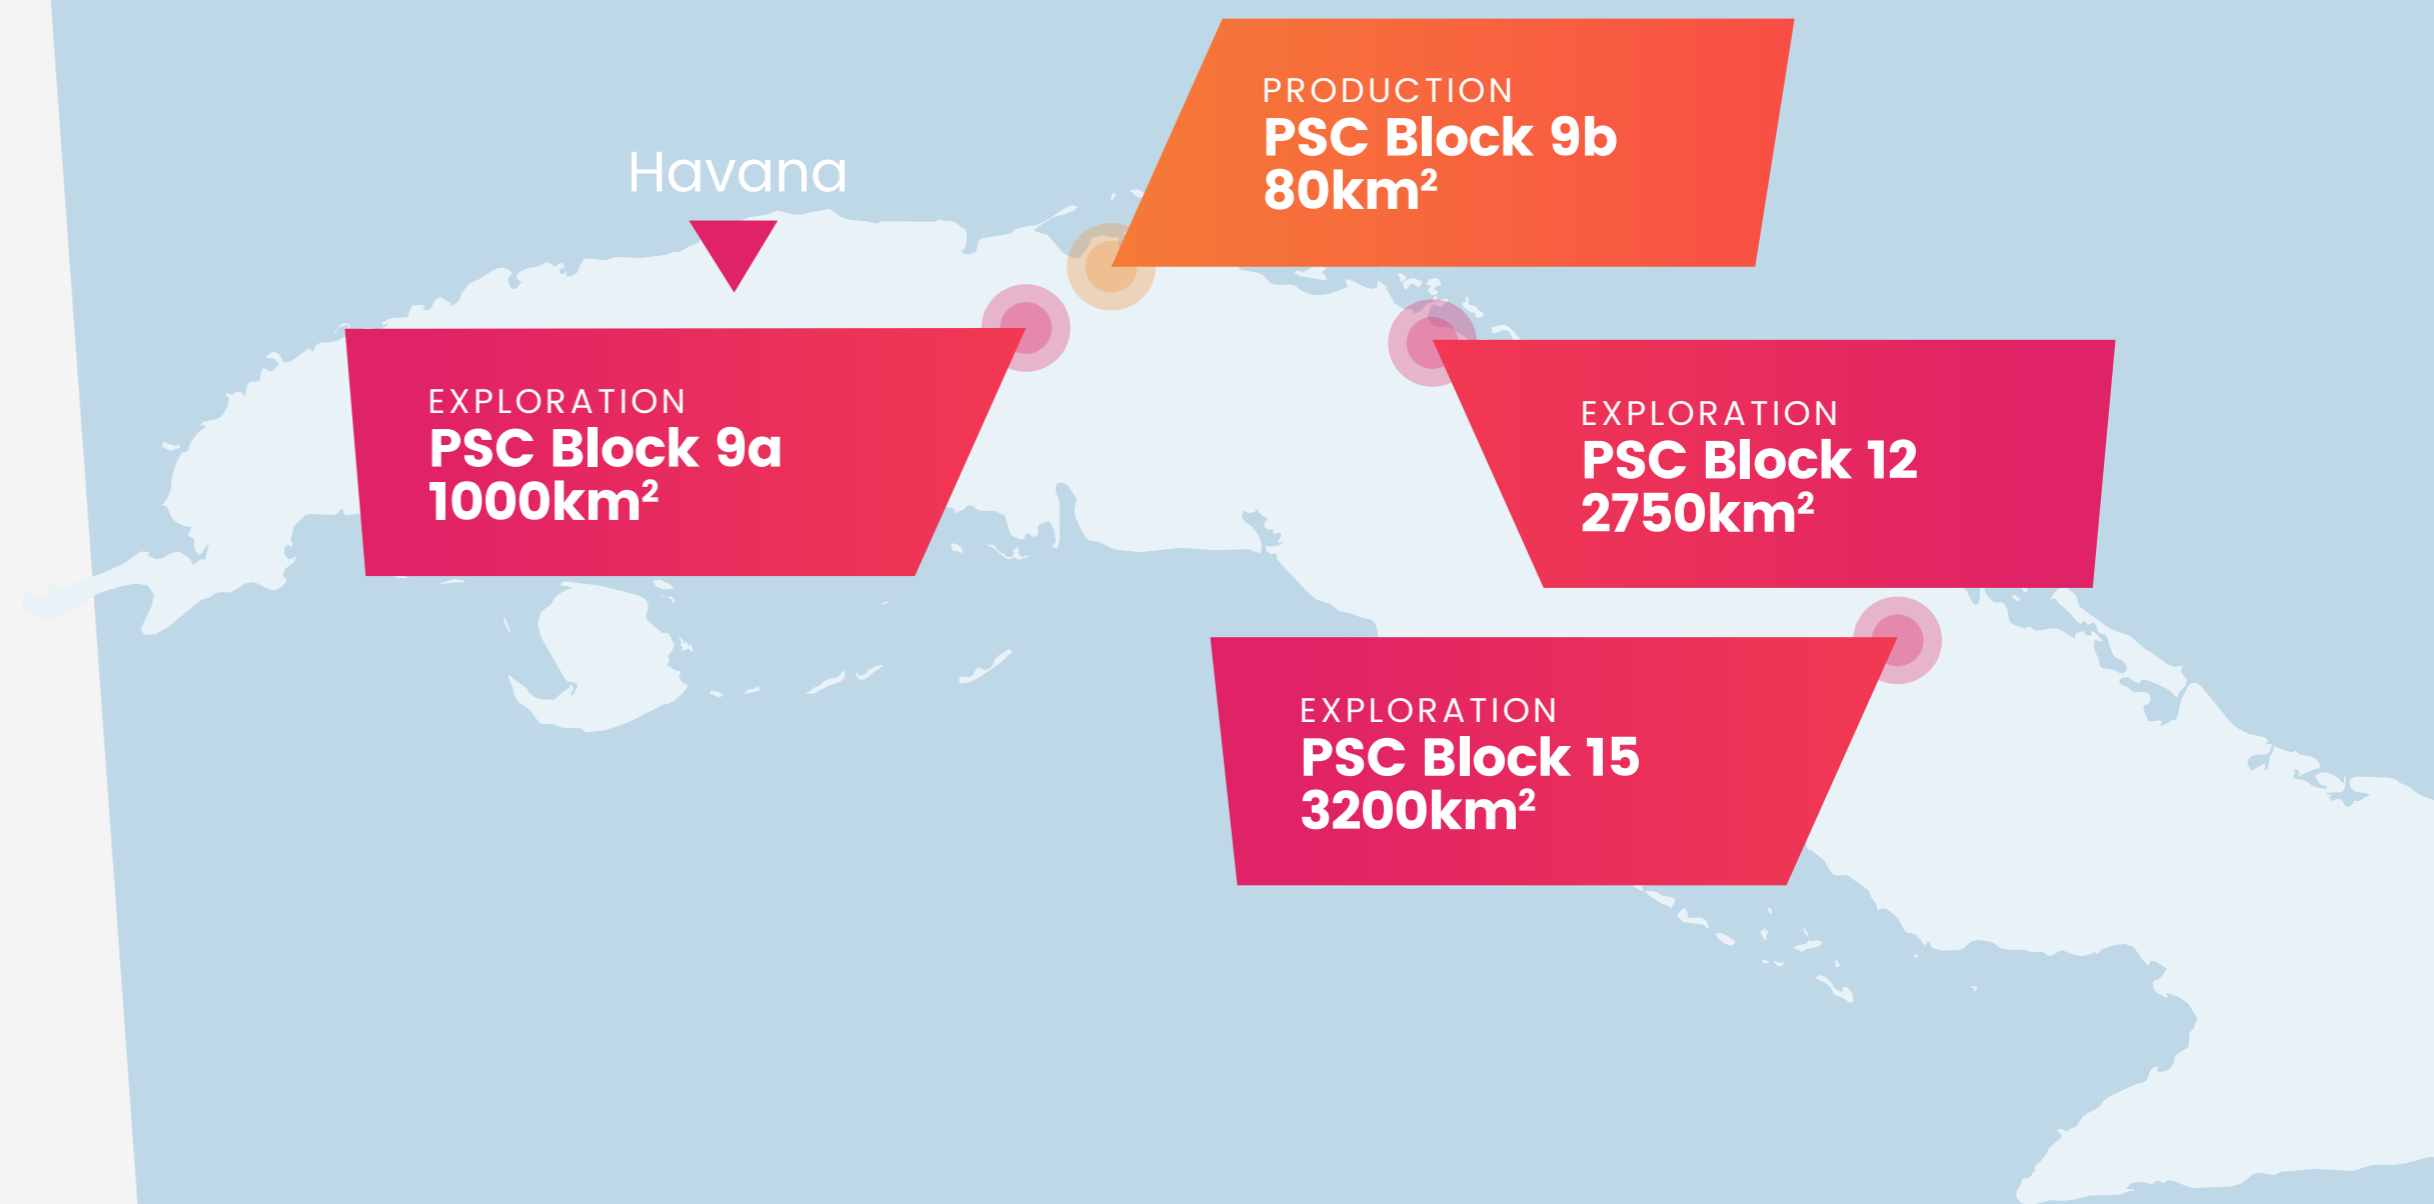 Havana
PRODUCTION
PSC Block 9b
80km²
EXPLORATION
PSC Block 9a
1000km²
EXPLORATION
PSC Block 12
2750km²
EXPLORATION
PSC Block 15
3200km²